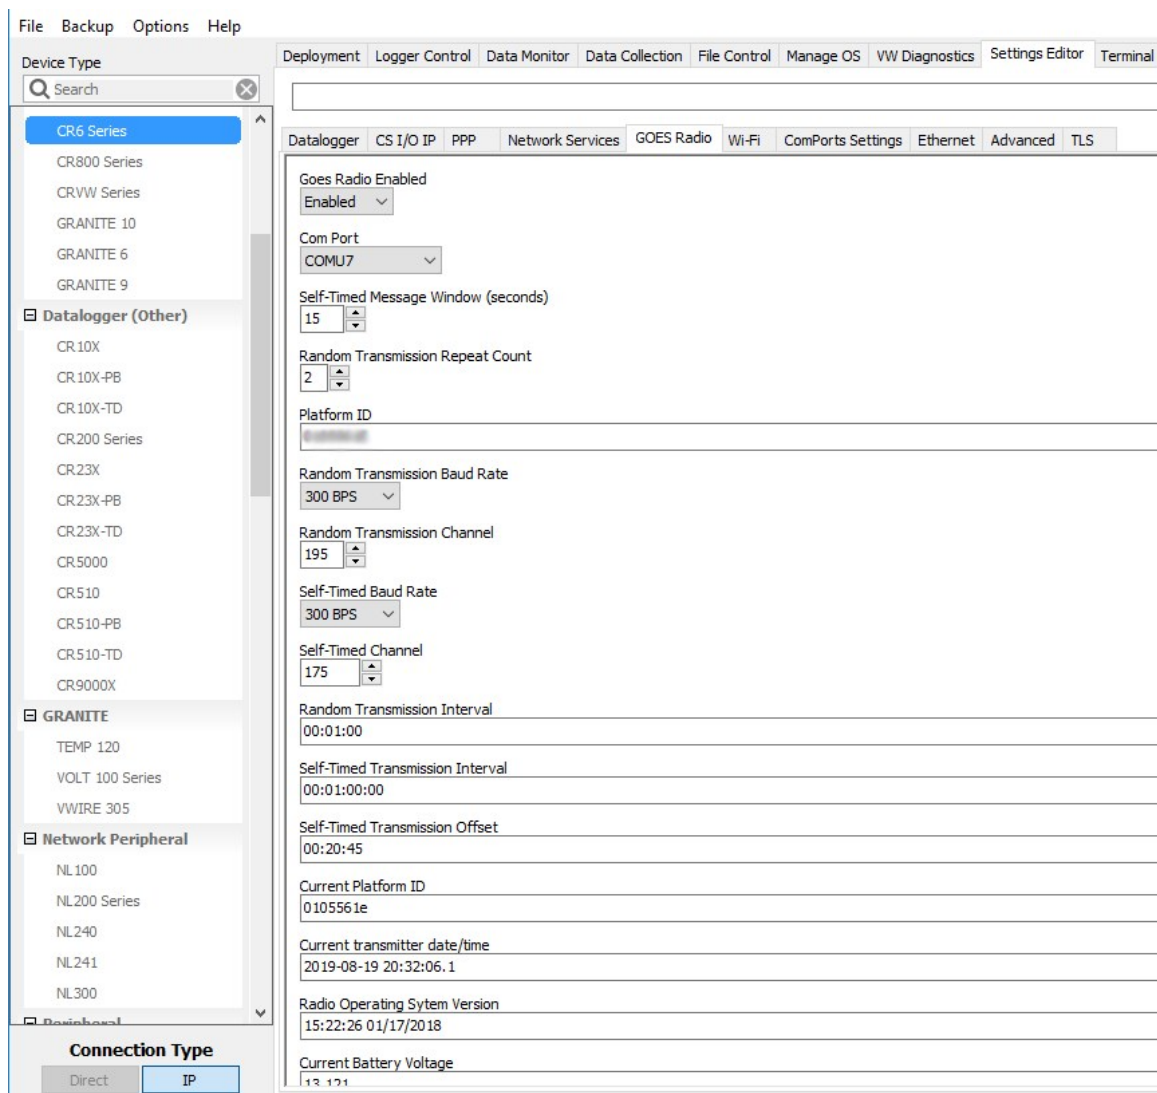 File Backup Options Help
Device Type
Search
CR6 Series
CR800 Series
CRVW Series
GRANITE 10
GRANITE 6
GRANITE 9
Datalogger (Other)
CR10X
CR10X-PB
CR10X-TD
CR200 Series
CR23X
CR23X-PB
CR23X-TD
CR5000
CR510
CR510-PB
CR510-TD
CR9000X
GRANITE
TEMP 120
VOLT 100 Series
VWIRE 305
Network Peripheral
NL100
NL200 Series
NL240
NL241
NL300
Peripheral
Connection Type
Direct IP
Deployment Logger Control Data Monitor Data Collection File Control Manage OS VW Diagnostics Settings Editor Terminal
Datalogger CS I/O IP PPP Network Services GOES Radio Wi-Fi ComPorts Settings Ethernet Advanced TLS
Goes Radio Enabled
Enabled
Com Port
COMU7
Self-Timed Message Window (seconds)
15
Random Transmission Repeat Count
2
Platform ID
Random Transmission Baud Rate
300 BPS
Random Transmission Channel
195
Self-Timed Baud Rate
300 BPS
Self-Timed Channel
175
Random Transmission Interval
00:01:00
Self-Timed Transmission Interval
00:01:00:00
Self-Timed Transmission Offset
00:20:45
Current Platform ID
0105561e
Current transmitter date/time
2019-08-19 20:32:06.1
Radio Operating Sytem Version
15:22:26 01/17/2018
Current Battery Voltage
13.121